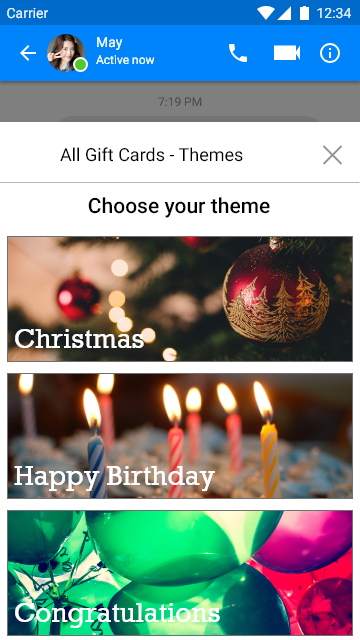 Carrier
12:34
May
Active now
7:19 PM
All Gift Cards - Themes
Choose your theme
Christmas
Happy Birthday
Congratulations